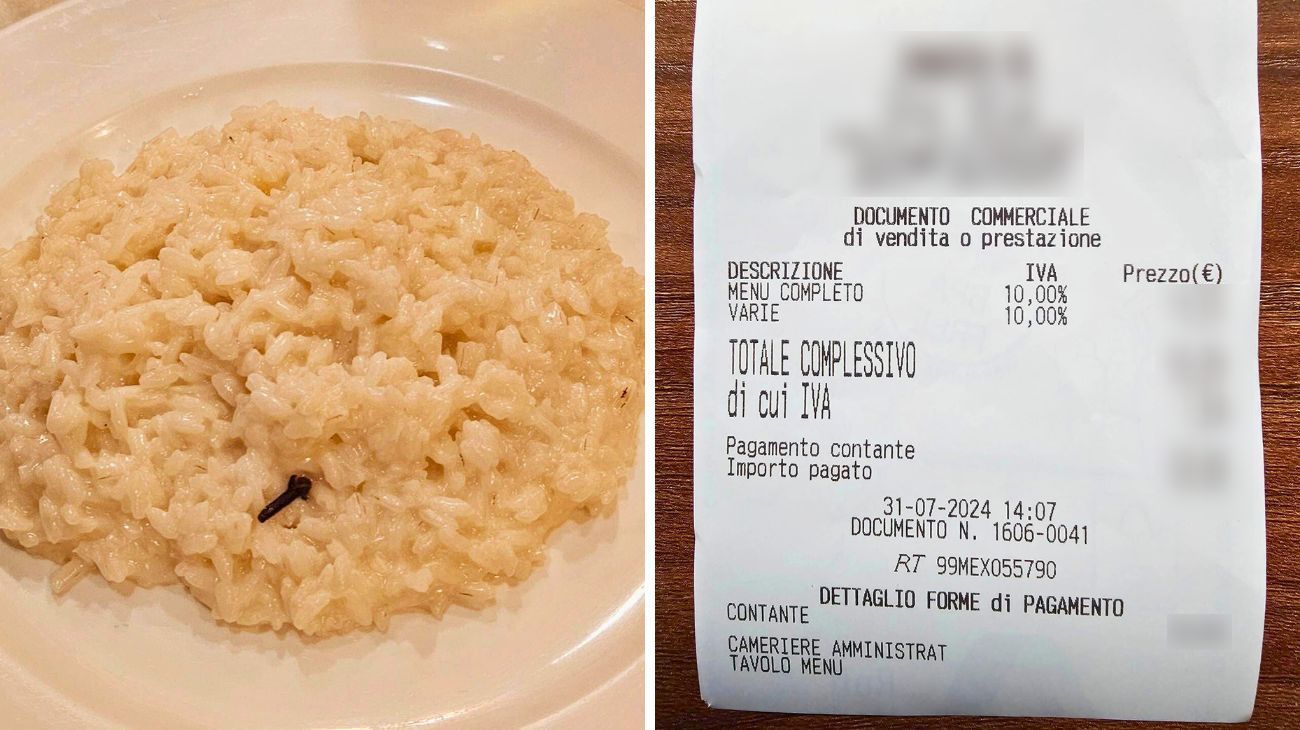 DOCUMENTO COMMERCIALE
di vendita o prestazione
DESCRIZIONE IVA Prezzo(€)
MENU COMPLETO 10,00%
VARIE 10,00%
TOTALE COMPLESSIVO
di cui IVA
Pagamento contante
Importo pagato
31-07-2024 14:07
DOCUMENTO N. 1606-0041
RT 99MEX055790
DETTAGLIO FORME di PAGAMENTO
CONTANTE
CAMERIERE AMMINISTRAT
TAVOLO MENU